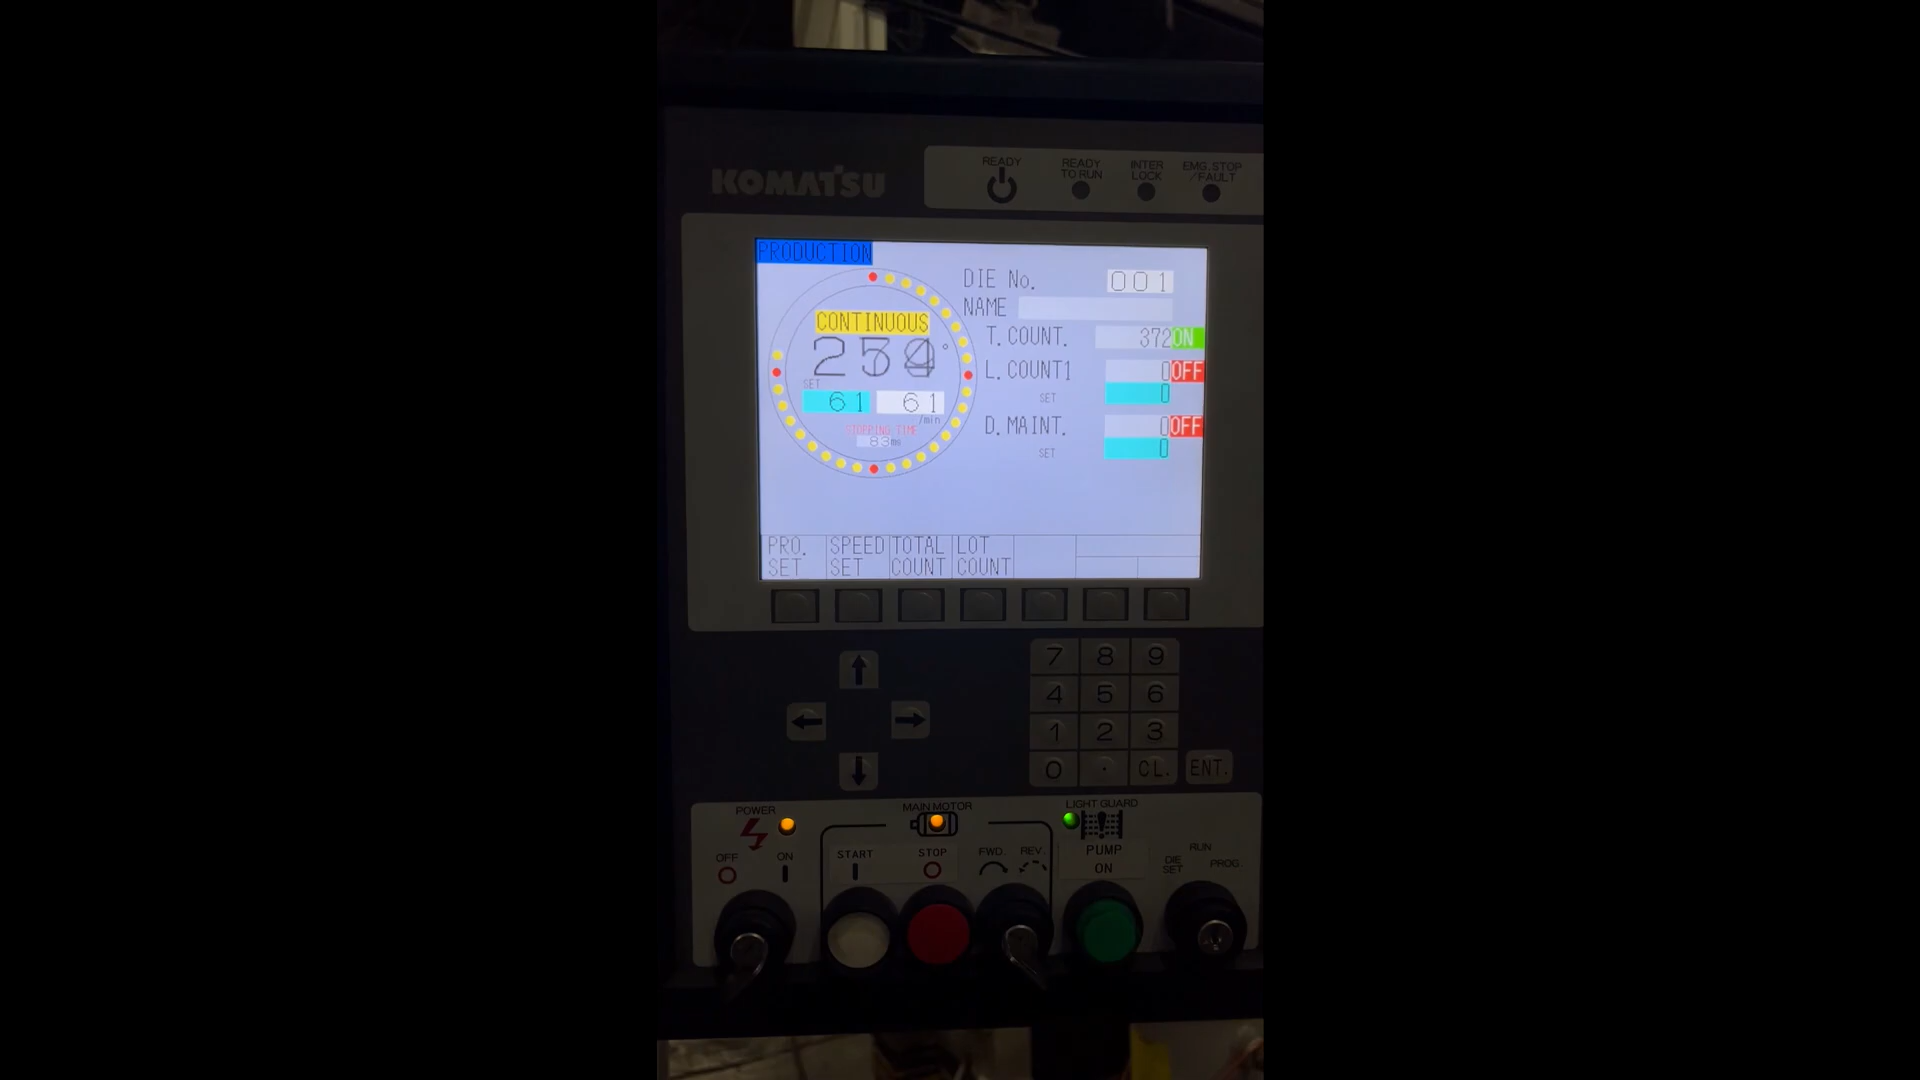 KOMATSU
READY
READY
TO RUN
INTER
LOCK
EMG. STOP
/FAULT
PRODUCTION
DIE No. 001
NAME
CONTINUOUS
T. COUNT. 372 ON
L. COUNT1 0 OFF
SET 0
SET
61 61
/min
STOPPING TIME
83ms
D. MAINT. 0 OFF
SET 0
PRO.
SET
SPEED
SET
TOTAL
COUNT
LOT
COUNT
7 8 9
4 5 6
1 2 3
0 . CL. ENT.
POWER
OFF ON
MAIN MOTOR
START STOP FWD. REV.
LIGHT GUARD
PUMP
ON
RUN
DIE
SET
PROG.